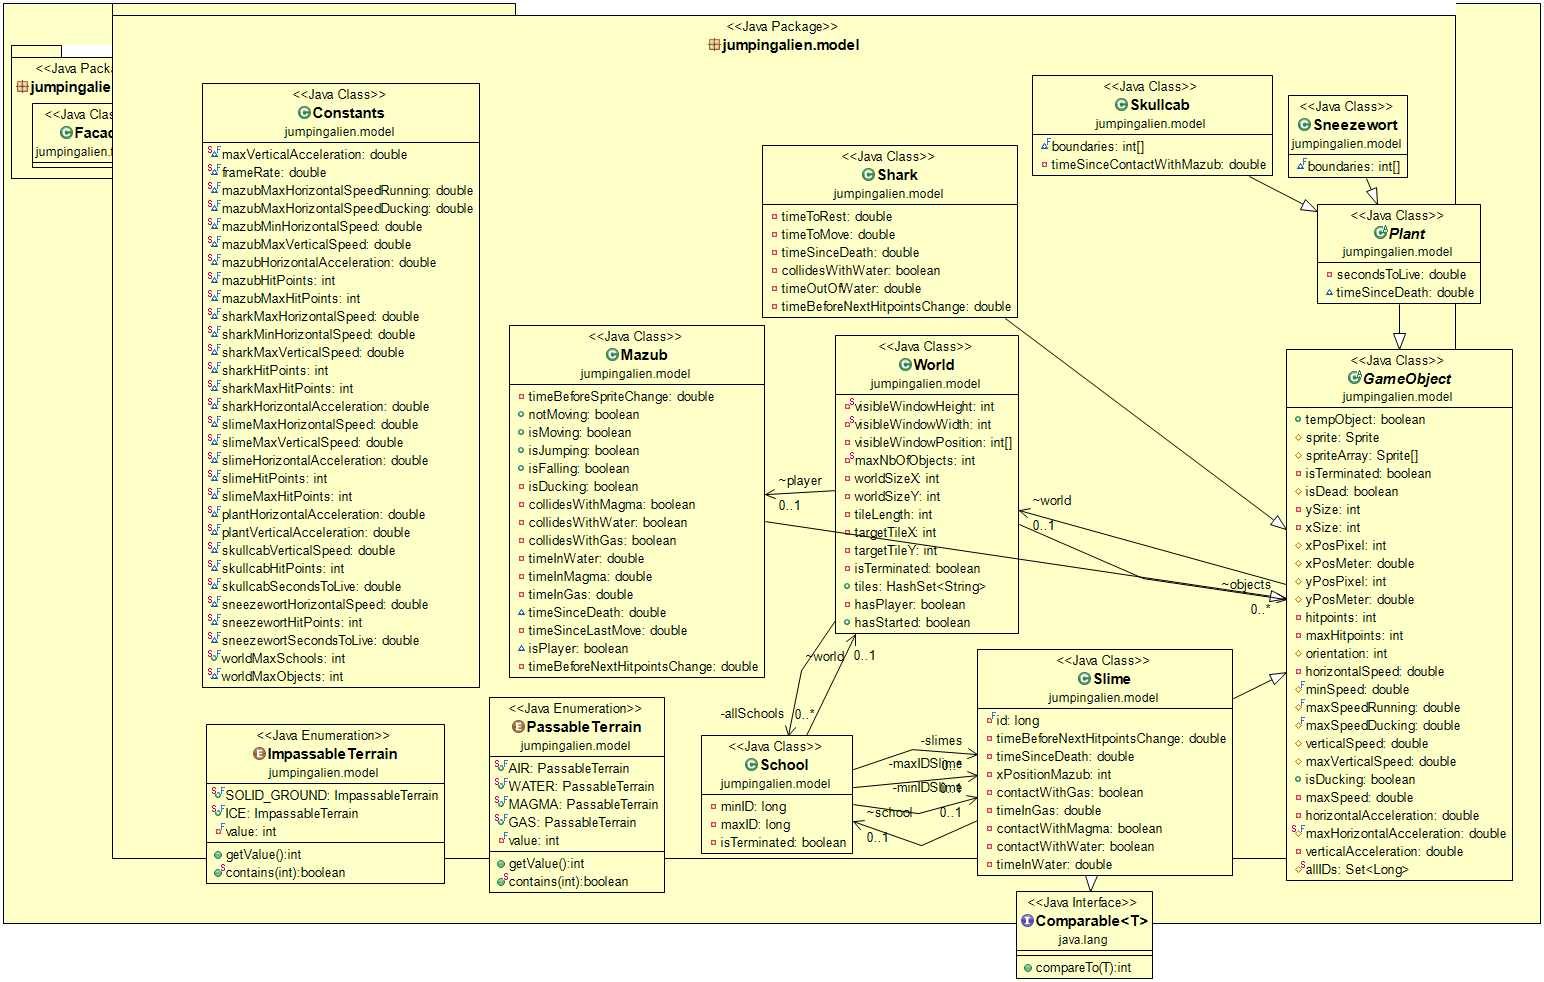 <<Java Package>>
jumpingalien.model
<<Java Packa
jumpingalie
<<Java Clas
Facad
jumpingalien.f
<<Java Class>>
Constants
jumpingalien.model
maxVerticalAcceleration: double
frameRate: double
mazubMaxHorizontalSpeedRunning: double
mazubMaxHorizontalSpeedDucking: double
mazubMinHorizontalSpeed: double
mazubMaxVerticalSpeed: double
mazubHorizontalAcceleration: double
mazubHitPoints: int
mazubMaxHitPoints: int
sharkMaxHorizontalSpeed: double
sharkMinHorizontalSpeed: double
sharkMaxVerticalSpeed: double
sharkHitPoints: int
sharkMaxHitPoints: int
sharkHorizontalAcceleration: double
slimeMaxHorizontalSpeed: double
slimeMaxVerticalSpeed: double
slimeHorizontalAcceleration: double
slimeHitPoints: int
slimeMaxHitPoints: int
plantHorizontalAcceleration: double
plantVerticalAcceleration: double
skullcabVerticalSpeed: double
skullcabHitPoints: int
skullcabSecondsToLive: double
sneezewortHorizontalSpeed: double
sneezewortHitPoints: int
sneezewortSecondsToLive: double
worldMaxSchools: int
worldMaxObjects: int
<<Java Class>>
Skullcab
jumpingalien.model
boundaries: int[]
timeSinceContactWithMazub: double
<<Java Class>>
Sneezewort
jumpingalien.model
boundaries: int[]
<<Java Class>>
Shark
jumpingalien.model
timeToRest: double
timeToMove: double
timeSinceDeath: double
collidesWithWater: boolean
timeOutOfWater: double
timeBeforeNextHitpointsChange: double
<<Java Class>>
Plant
jumpingalien.model
secondsToLive: double
timeSinceDeath: double
<<Java Class>>
Mazub
jumpingalien.model
timeBeforeSpriteChange: double
notMoving: boolean
isMoving: boolean
isJumping: boolean
isFalling: boolean
isDucking: boolean
collidesWithMagma: boolean
collidesWithWater: boolean
collidesWithGas: boolean
timeInWater: double
timeInMagma: double
timeInGas: double
timeSinceDeath: double
timeSinceLastMove: double
isPlayer: boolean
timeBeforeNextHitpointsChange: double
~player
0..1
<<Java Class>>
World
jumpingalien.model
visibleWindowHeight: int
visibleWindowWidth: int
visibleWindowPosition: int[]
maxNbOfObjects: int
worldSizeX: int
worldSizeY: int
tileLength: int
targetTileX: int
targetTileY: int
isTerminated: boolean
tiles: HashSet<String>
hasPlayer: boolean
hasStarted: boolean
~world
0..1
~objects
0..*
<<Java Class>>
GameObject
jumpingalien.model
tempObject: boolean
sprite: Sprite
spriteArray: Sprite[]
isTerminated: boolean
isDead: boolean
ySize: int
xSize: int
xPosPixel: int
xPosMeter: double
yPosPixel: int
yPosMeter: double
hitpoints: int
maxHitpoints: int
orientation: int
horizontalSpeed: double
minSpeed: double
maxSpeedRunning: double
maxSpeedDucking: double
verticalSpeed: double
maxVerticalSpeed: double
isDucking: boolean
maxSpeed: double
horizontalAcceleration: double
maxHorizontalAcceleration: double
verticalAcceleration: double
allIDs: Set<Long>
~world
0..1
-allSchools
0..*
<<Java Class>>
School
jumpingalien.model
minID: long
maxID: long
isTerminated: boolean
-slimes
0..*
-maxIDSlime
0..1
-minIDSlime
0..1
~school
0..1
<<Java Class>>
Slime
jumpingalien.model
id: long
timeBeforeNextHitpointsChange: double
timeSinceDeath: double
xPositionMazub: int
contactWithGas: boolean
timeInGas: double
contactWithMagma: boolean
contactWithWater: boolean
timeInWater: double
<<Java Enumeration>>
ImpassableTerrain
jumpingalien.model
SOLID_GROUND: ImpassableTerrain
ICE: ImpassableTerrain
value: int
getValue():int
contains(int):boolean
<<Java Enumeration>>
PassableTerrain
jumpingalien.model
AIR: PassableTerrain
WATER: PassableTerrain
MAGMA: PassableTerrain
GAS: PassableTerrain
value: int
getValue():int
contains(int):boolean
<<Java Interface>>
Comparable<T>
java.lang
compareTo(T):int